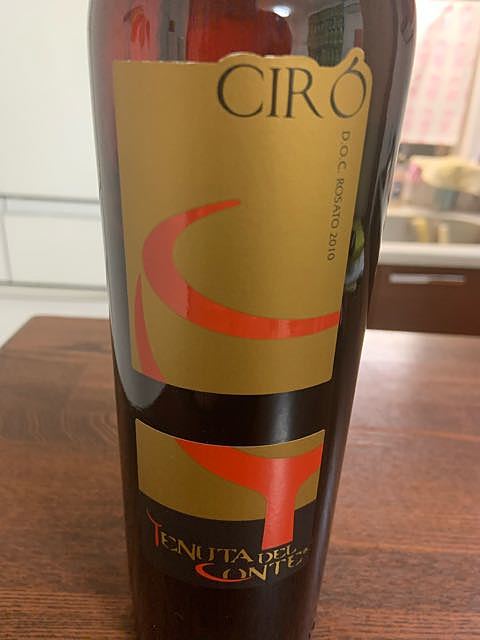 CIRÓ
D.O.C. ROSATO 2010
TENUTA DEL
CONTE